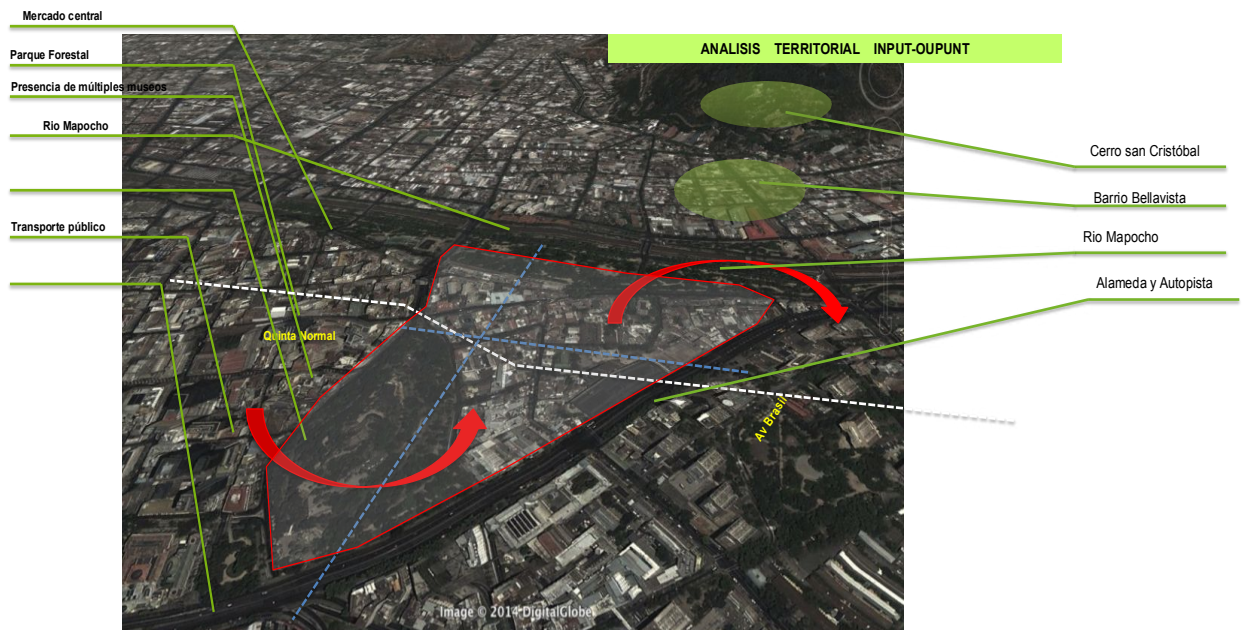 Mercado central
ANALISIS TERRITORIAL INPUT-OUPUNT
Parque Forestal
Presencia de múltiples museos
Rio Mapocho
Cerro san Cristóbal
Barrio Bellavista
Transporte público
Rio Mapocho
Alameda y Autopista
Quinta Normal
Av Brasil
Image © 2014 DigitalGlobe